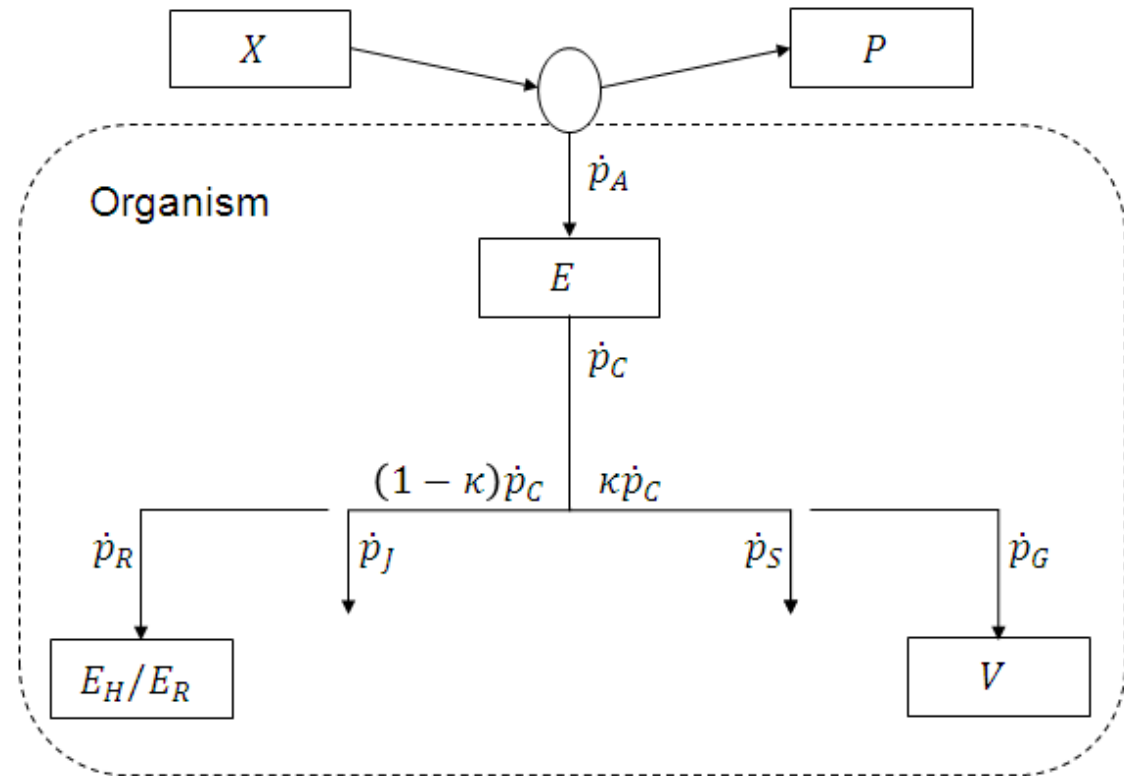 X
P
ṗ_A
Organism
E
ṗ_C
(1 − κ)ṗ_C κṗ_C
ṗ_R ṗ_J ṗ_S ṗ_G
E_H/E_R V